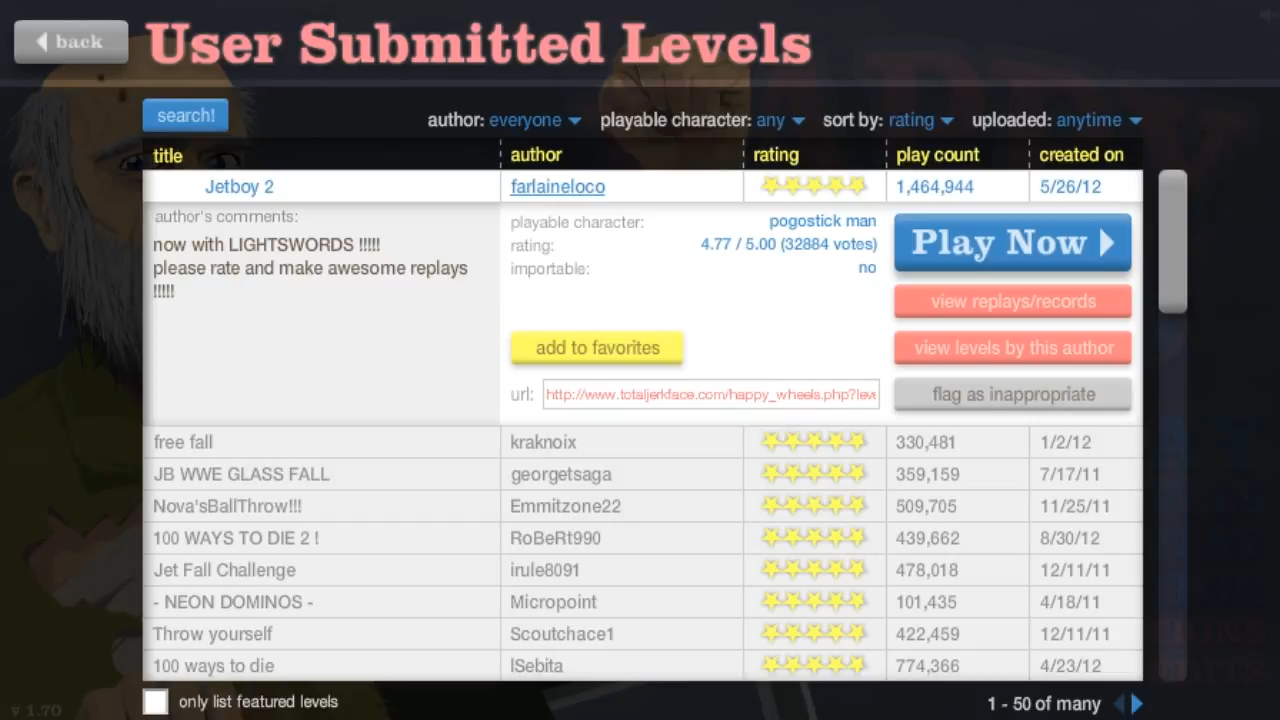 back
User Submitted Levels
search!
author: everyone playable character: any sort by: rating uploaded: anytime
title author rating play count created on
Jetboy 2 farlaineloco 1,464,944 5/26/12
author's comments:
now with LIGHTSWORDS !!!!!
please rate and make awesome replays
!!!!!
playable character: pogostick man
rating: 4.77 / 5.00 (32884 votes)
importable: no
add to favorites
url: http://www.totaljerkface.com/happy_wheels.php?leve
Play Now
view replays/records
view levels by this author
flag as inappropriate
free fall kraknoix 330,481 1/2/12
JB WWE GLASS FALL georgetsaga 359,159 7/17/11
Nova'sBallThrow!!! Emmitzone22 509,705 11/25/11
100 WAYS TO DIE 2 ! RoBeRt990 439,662 8/30/12
Jet Fall Challenge irule8091 478,018 12/11/11
- NEON DOMINOS - Micropoint 101,435 4/18/11
Throw yourself Scoutchace1 422,459 12/11/11
100 ways to die lSebita 774,366 4/23/12
only list featured levels 1 - 50 of many
v 1.70